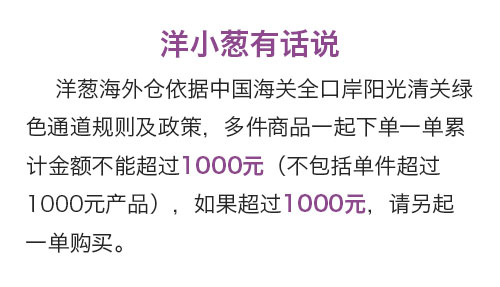 洋小葱有话说
洋葱海外仓依据中国海关全口岸阳光清关绿
色通道规则及政策，多件商品一起下单一单累
计金额不能超过1000元（不包括单件超过
1000元产品），如果超过1000元，请另起
一单购买。